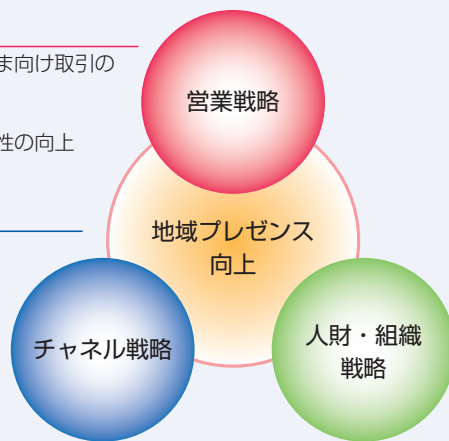 ま向け取引の
営業戦略
性の向上
地域プレゼンス
向上
チャネル戦略
人財・組織
戦略